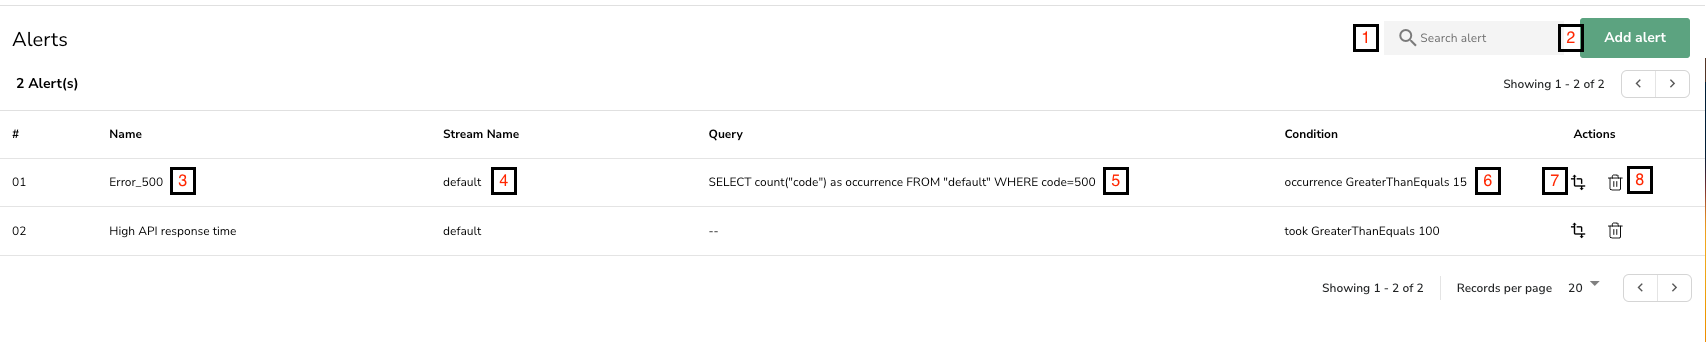 Alerts 1 Search alert 2 Add alert
2 Alert(s) Showing 1 - 2 of 2
# Name Stream Name Query Condition Actions
01 Error_500 3 default 4 SELECT count("code") as occurrence FROM "default" WHERE code=500 5 occurrence GreaterThanEquals 15 6 7 8
02 High API response time default -- took GreaterThanEquals 100
Showing 1 - 2 of 2 Records per page 20